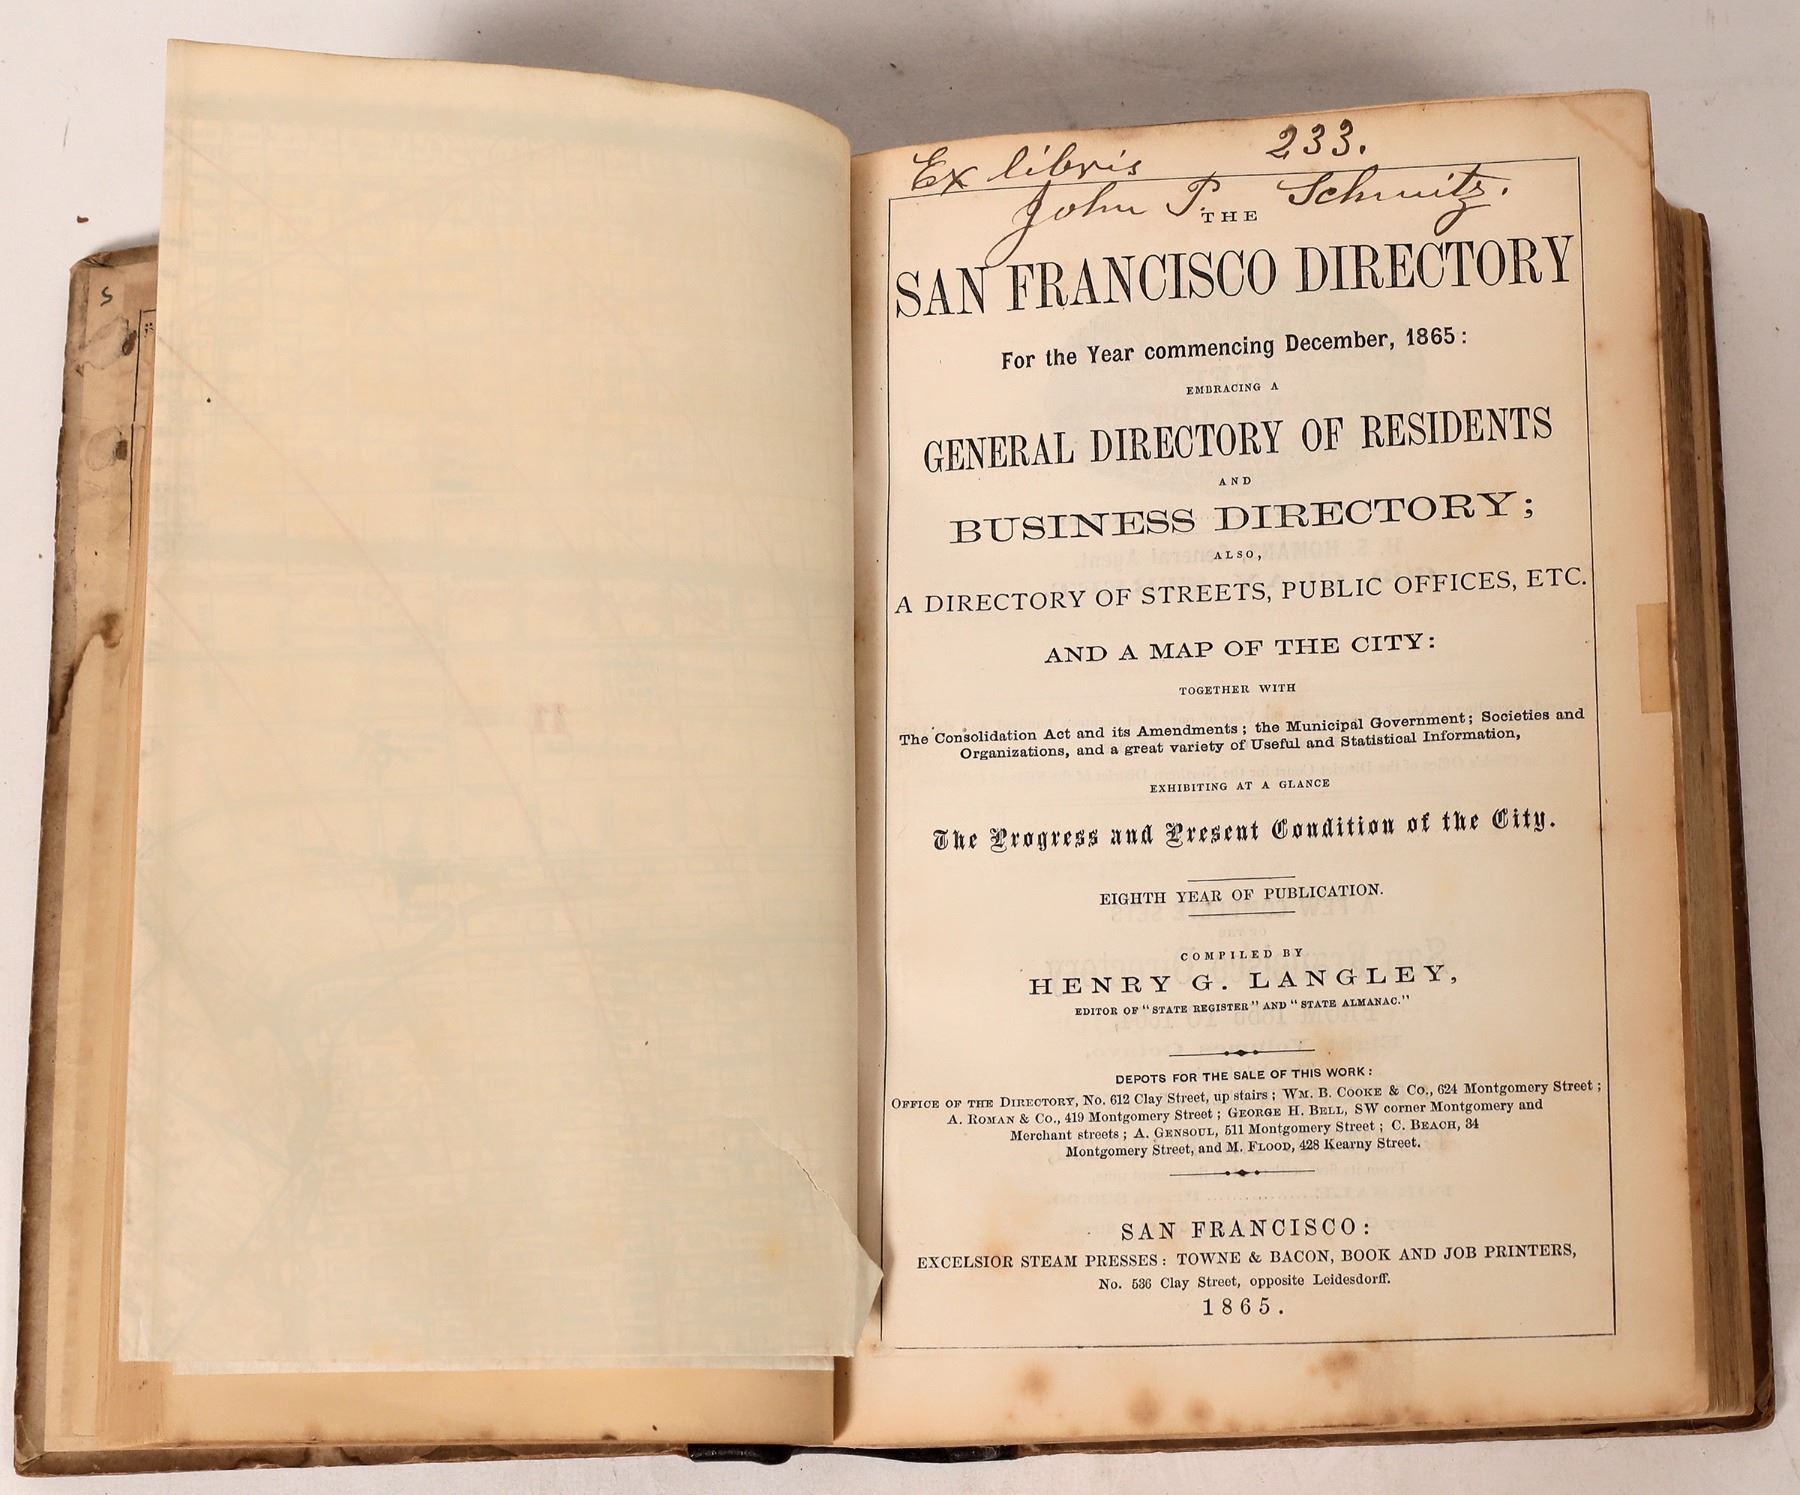 Ex libris 233.
John P. Schmitz.
THE
SAN FRANCISCO DIRECTORY
For the Year commencing December, 1865:
EMBRACING A
GENERAL DIRECTORY OF RESIDENTS
AND
BUSINESS DIRECTORY;
ALSO,
A DIRECTORY OF STREETS, PUBLIC OFFICES, ETC.
AND A MAP OF THE CITY:
TOGETHER WITH
The Consolidation Act and its Amendments; the Municipal Government; Societies and
Organizations, and a great variety of Useful and Statistical Information,
EXHIBITING AT A GLANCE
The Progress and Present Condition of the City.
EIGHTH YEAR OF PUBLICATION.
COMPILED BY
HENRY G. LANGLEY,
EDITOR OF "STATE REGISTER" AND "STATE ALMANAC."
DEPOTS FOR THE SALE OF THIS WORK:
OFFICE OF THE DIRECTORY, No. 612 Clay Street, up stairs; WM. B. COOKE & CO., 624 Montgomery Street;
A. ROMAN & CO., 419 Montgomery Street; GEORGE H. BELL, SW corner Montgomery and
Merchant streets; A. GENSOUL, 511 Montgomery Street; C. BEACH, 34
Montgomery Street, and M. FLOOD, 428 Kearny Street.
SAN FRANCISCO:
EXCELSIOR STEAM PRESSES: TOWNE & BACON, BOOK AND JOB PRINTERS,
No. 536 Clay Street, opposite Leidesdorff.
1865.